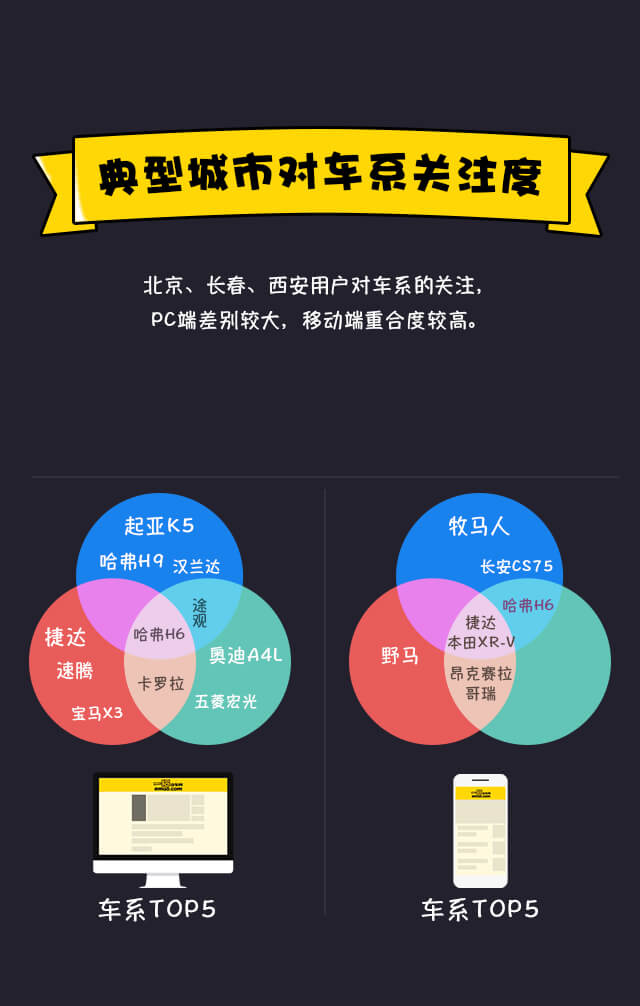 典型城市对车系关注度
北京、长春、西安用户对车系的关注，
PC端差别较大，移动端重合度较高。
起亚K5
哈弗H9
汉兰达
途观
捷达
哈弗H6
速腾
奥迪A4L
卡罗拉
宝马X3
五菱宏光
车系TOP5
牧马人
长安CS75
哈弗H6
捷达
本田XR-V
野马
昂克赛拉
哥瑞
车系TOP5